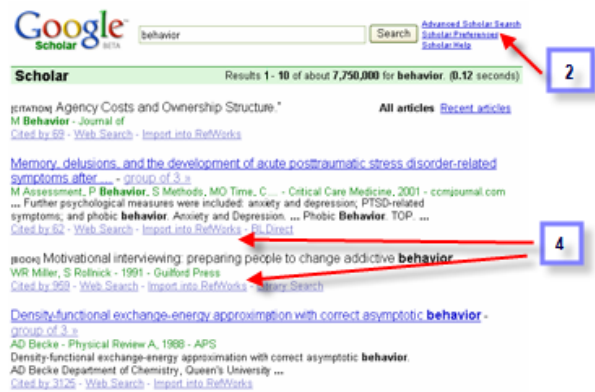 Google
Scholar BETA
behavior
Search
Advanced Scholar Search
Scholar Preferences
Scholar Help
2
Scholar
Results 1 - 10 of about 7,750,000 for behavior. (0.12 seconds)
[CITATION] Agency Costs and Ownership Structure."
All articles Recent articles
M Behavior - Journal of
Cited by 69 - Web Search - Import into RefWorks
Memory, delusions, and the development of acute posttraumatic stress disorder-related
symptoms after ... - group of 3 »
M Assessment, P Behavior, S Methods, MO Time, C... - Critical Care Medicine, 2001 - ccmjournal.com
... Further psychological measures were included: anxiety and depression; PTSD-related
symptoms; and phobic behavior. Anxiety and Depression. ... Phobic Behavior. TOP. ...
Cited by 62 - Web Search - Import into RefWorks - BL Direct
4
[BOOK] Motivational interviewing: preparing people to change addictive behavior
WR Miller, S Rollnick - 1991 - Guilford Press
Cited by 959 - Web Search - Import into RefWorks - Library Search
Density-functional exchange-energy approximation with correct asymptotic behavior -
group of 3 »
AD Becke - Physical Review A, 1988 - APS
Density-functional exchange-energy approximation with correct asymptotic behavior.
AD Becke Department of Chemistry, Queen's University ...
Cited by 3125 - Web Search - Import into RefWorks